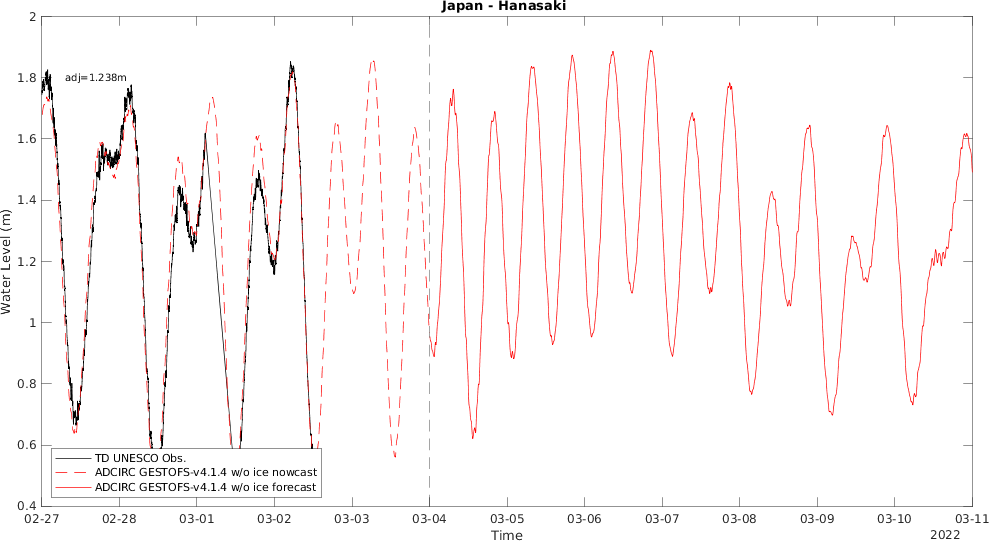 Japan - Hanasaki
2
1.8
1.6
1.4
1.2
1
0.8
0.6
0.4
Water Level (m)
adj=1.238m
TD UNESCO Obs.
ADCIRC GESTOFS-v4.1.4 w/o ice nowcast
ADCIRC GESTOFS-v4.1.4 w/o ice forecast
02-27 02-28 03-01 03-02 03-03 03-04 03-05 03-06 03-07 03-08 03-09 03-10 03-11
Time
2022